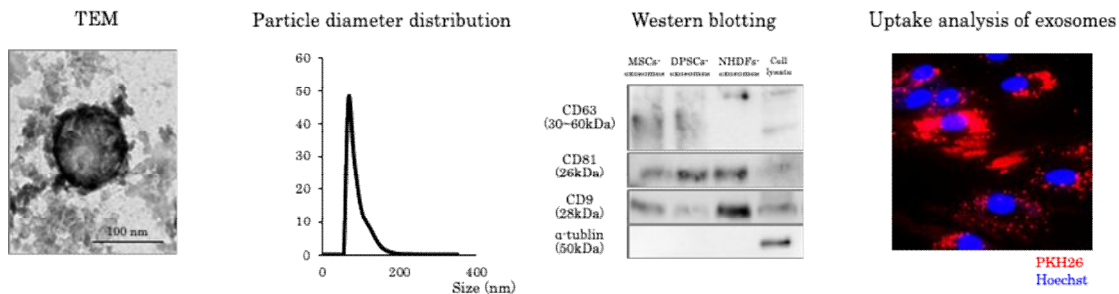 TEM
Particle diameter distribution
Western blotting
Uptake analysis of exosomes
100 nm
60
50
40
30
20
10
0
0
200
400
Size (nm)
MSCs- DPSCs- NHDFs- Cell
exosomes exosomes exosomes lysate
CD63
(30~60kDa)
CD81
(26kDa)
CD9
(28kDa)
α-tublin
(50kDa)
PKH26
Hoechst